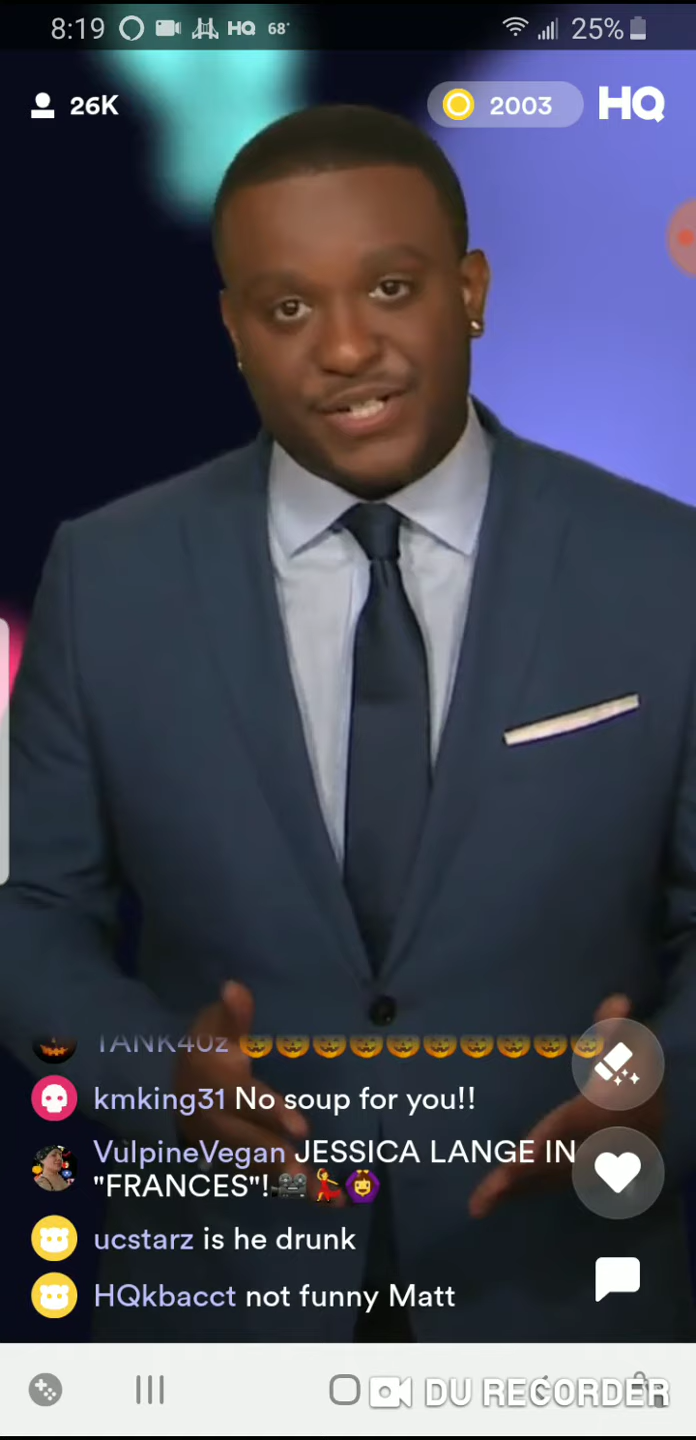 8:19 HQ 68° 25%
26K 2003 HQ
TANK40z 🎃🎃🎃🎃🎃🎃🎃🎃🎃🎃
kmking31 No soup for you!!
VulpineVegan JESSICA LANGE IN
"FRANCES"!🎥💃🙆
ucstarz is he drunk
HQkbacct not funny Matt
DU RECORDER